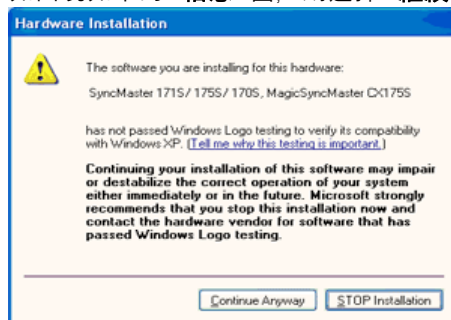 Hardware Installation
The software you are installing for this hardware:
SyncMaster 171S/ 175S/ 170S, MagicSyncMaster CX175S
has not passed Windows Logo testing to verify its compatibility
with Windows XP. (Tell me why this testing is important.)
Continuing your installation of this software may impair
or destabilize the correct operation of your system
either immediately or in the future. Microsoft strongly
recommends that you stop this installation now and
contact the hardware vendor for software that has
passed Windows Logo testing.
Continue Anyway STOP Installation